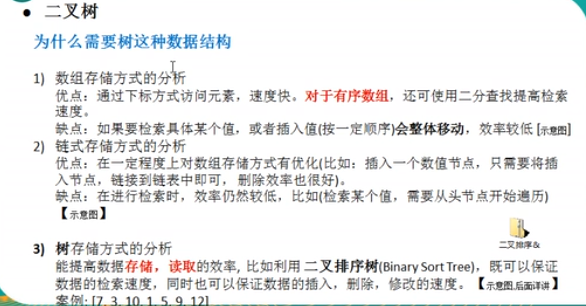 • 二叉树
为什么需要树这种数据结构
1) 数组存储方式的分析
优点：通过下标方式访问元素，速度快。对于有序数组，还可使用二分查找提高检索
速度。
缺点：如果要检索具体某个值，或者插入值(按一定顺序)会整体移动，效率较低 [示意图]
2) 链式存储方式的分析
优点：在一定程度上对数组存储方式有优化(比如：插入一个数值节点，只需要将插
入节点，链接到链表中即可，删除效率也很好)。
缺点：在进行检索时，效率仍然较低，比如(检索某个值，需要从头节点开始遍历)
【示意图】
二叉排序&
3) 树存储方式的分析
能提高数据存储，读取的效率, 比如利用 二叉排序树(Binary Sort Tree)，既可以保证
数据的检索速度，同时也可以保证数据的插入，删除，修改的速度。【示意图,后面详讲】
案例: [7, 3, 10, 1, 5, 9, 12]